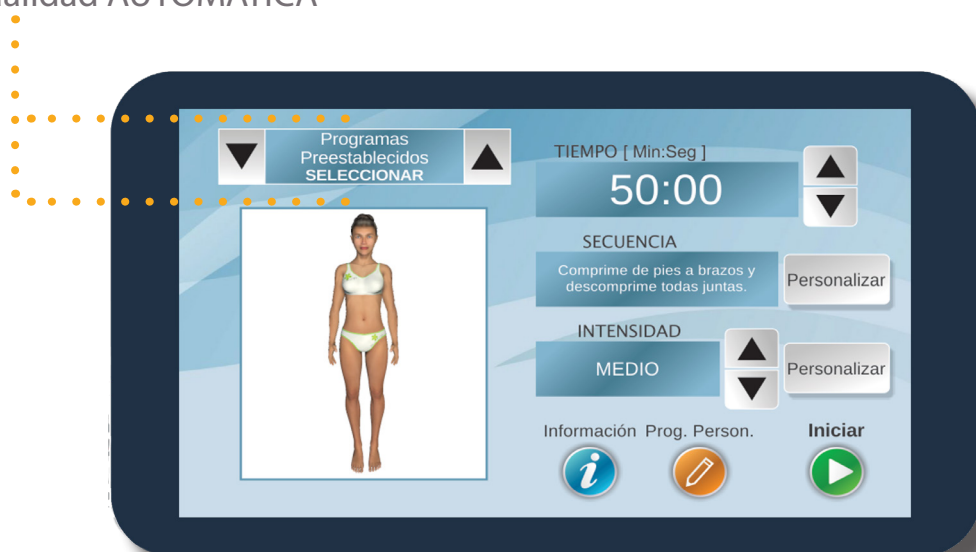 AUTOMÁTICA
Programas
Preestablecidos
SELECCIONAR
TIEMPO [ Min:Seg ]
50:00
SECUENCIA
Comprime de pies a brazos y
descomprime todas juntas.
Personalizar
INTENSIDAD
MEDIO
Personalizar
Información
Prog. Person.
Iniciar
i